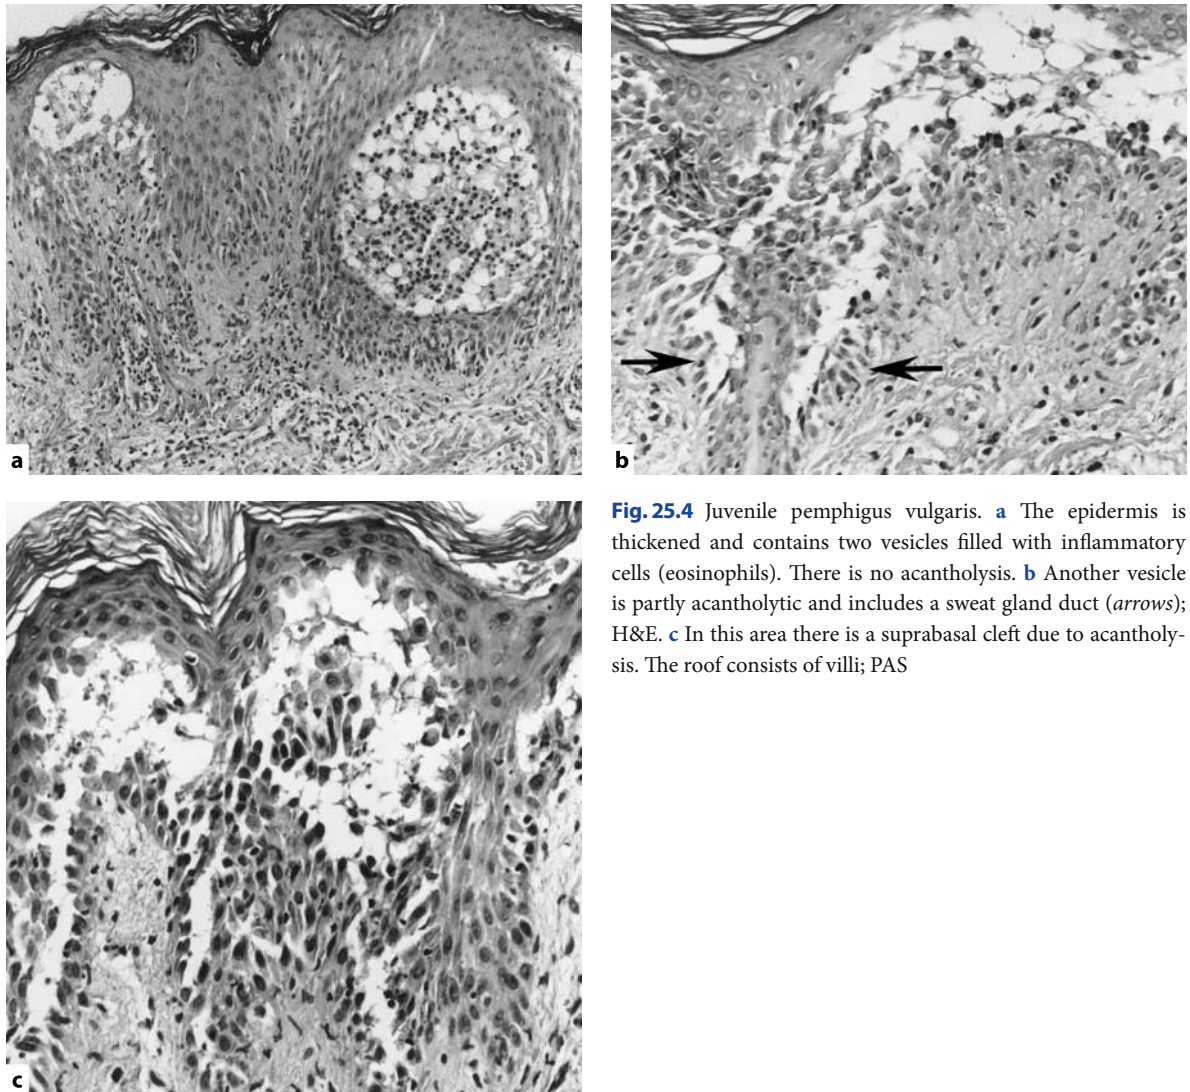 a
b
Fig. 25.4 Juvenile pemphigus vulgaris. a The epidermis is
thickened and contains two vesicles filled with inflammatory
cells (eosinophils). There is no acantholysis. b Another vesicle
is partly acantholytic and includes a sweat gland duct (arrows);
H&E. c In this area there is a suprabasal cleft due to acantholy-
sis. The roof consists of villi; PAS
c